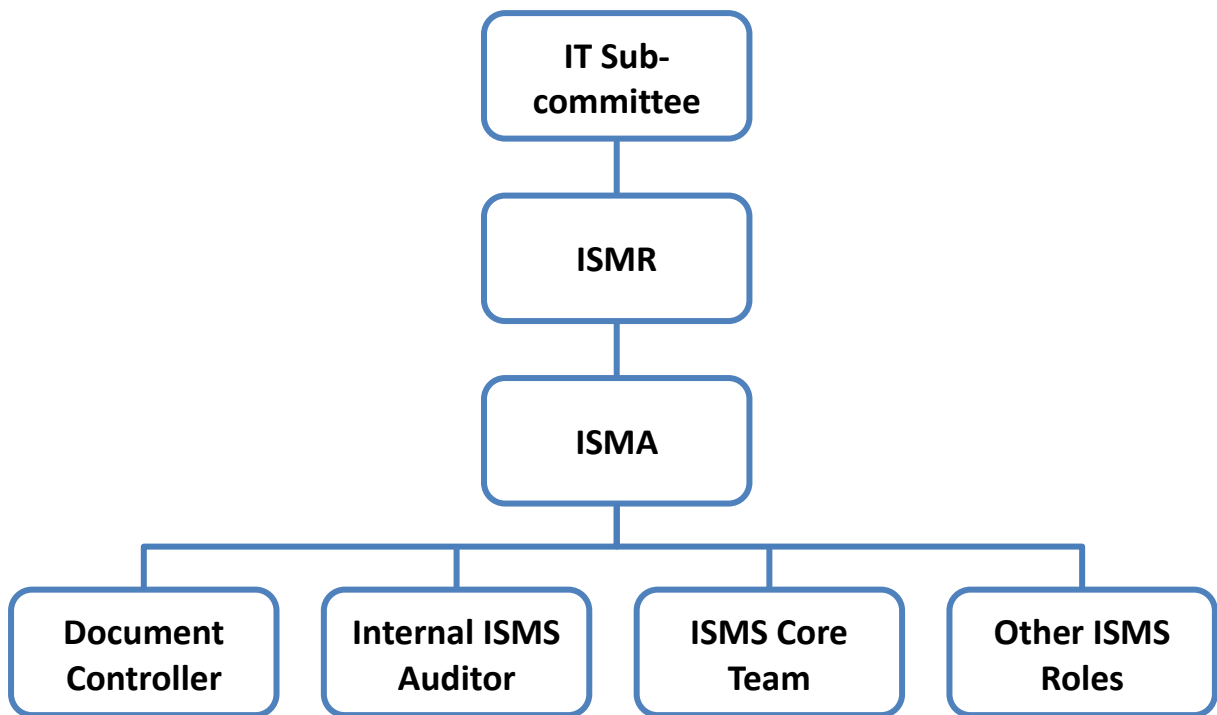 IT Sub-
committee
ISMR
ISMA
Document
Controller
Internal ISMS
Auditor
ISMS Core
Team
Other ISMS
Roles